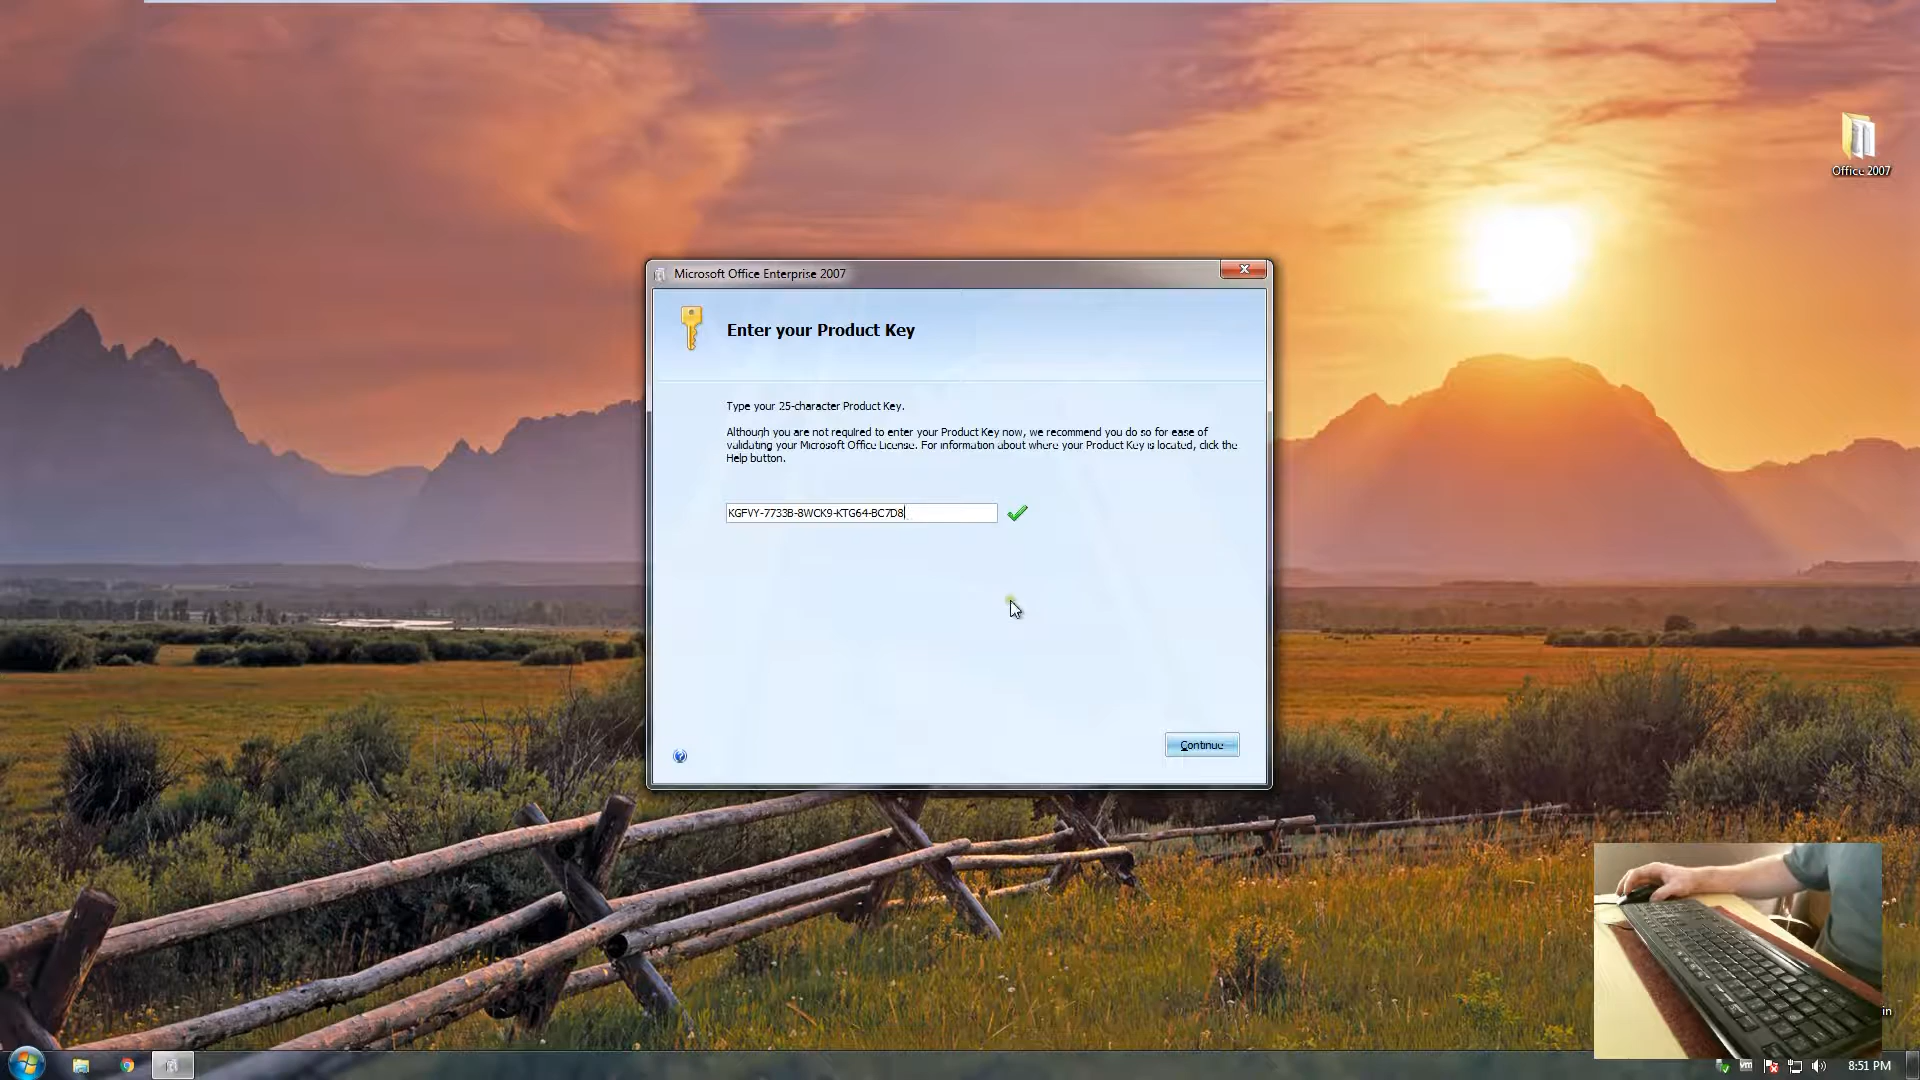 Office 2007
Microsoft Office Enterprise 2007
Enter your Product Key
Type your 25-character Product Key.
Although you are not required to enter your Product Key now, we recommend you do so for ease of
validating your Microsoft Office License. For information about where your Product Key is located, click the
Help button.
KGFVY-7733B-8WCK9-KTG64-BC7D8
Continue
in
vm
8:51 PM